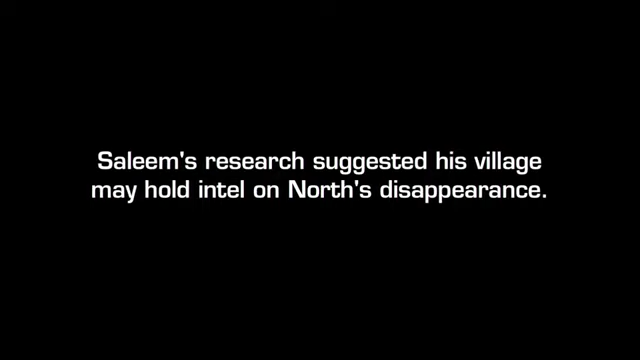 Saleem's research suggested his village
may hold intel on North's disappearance.